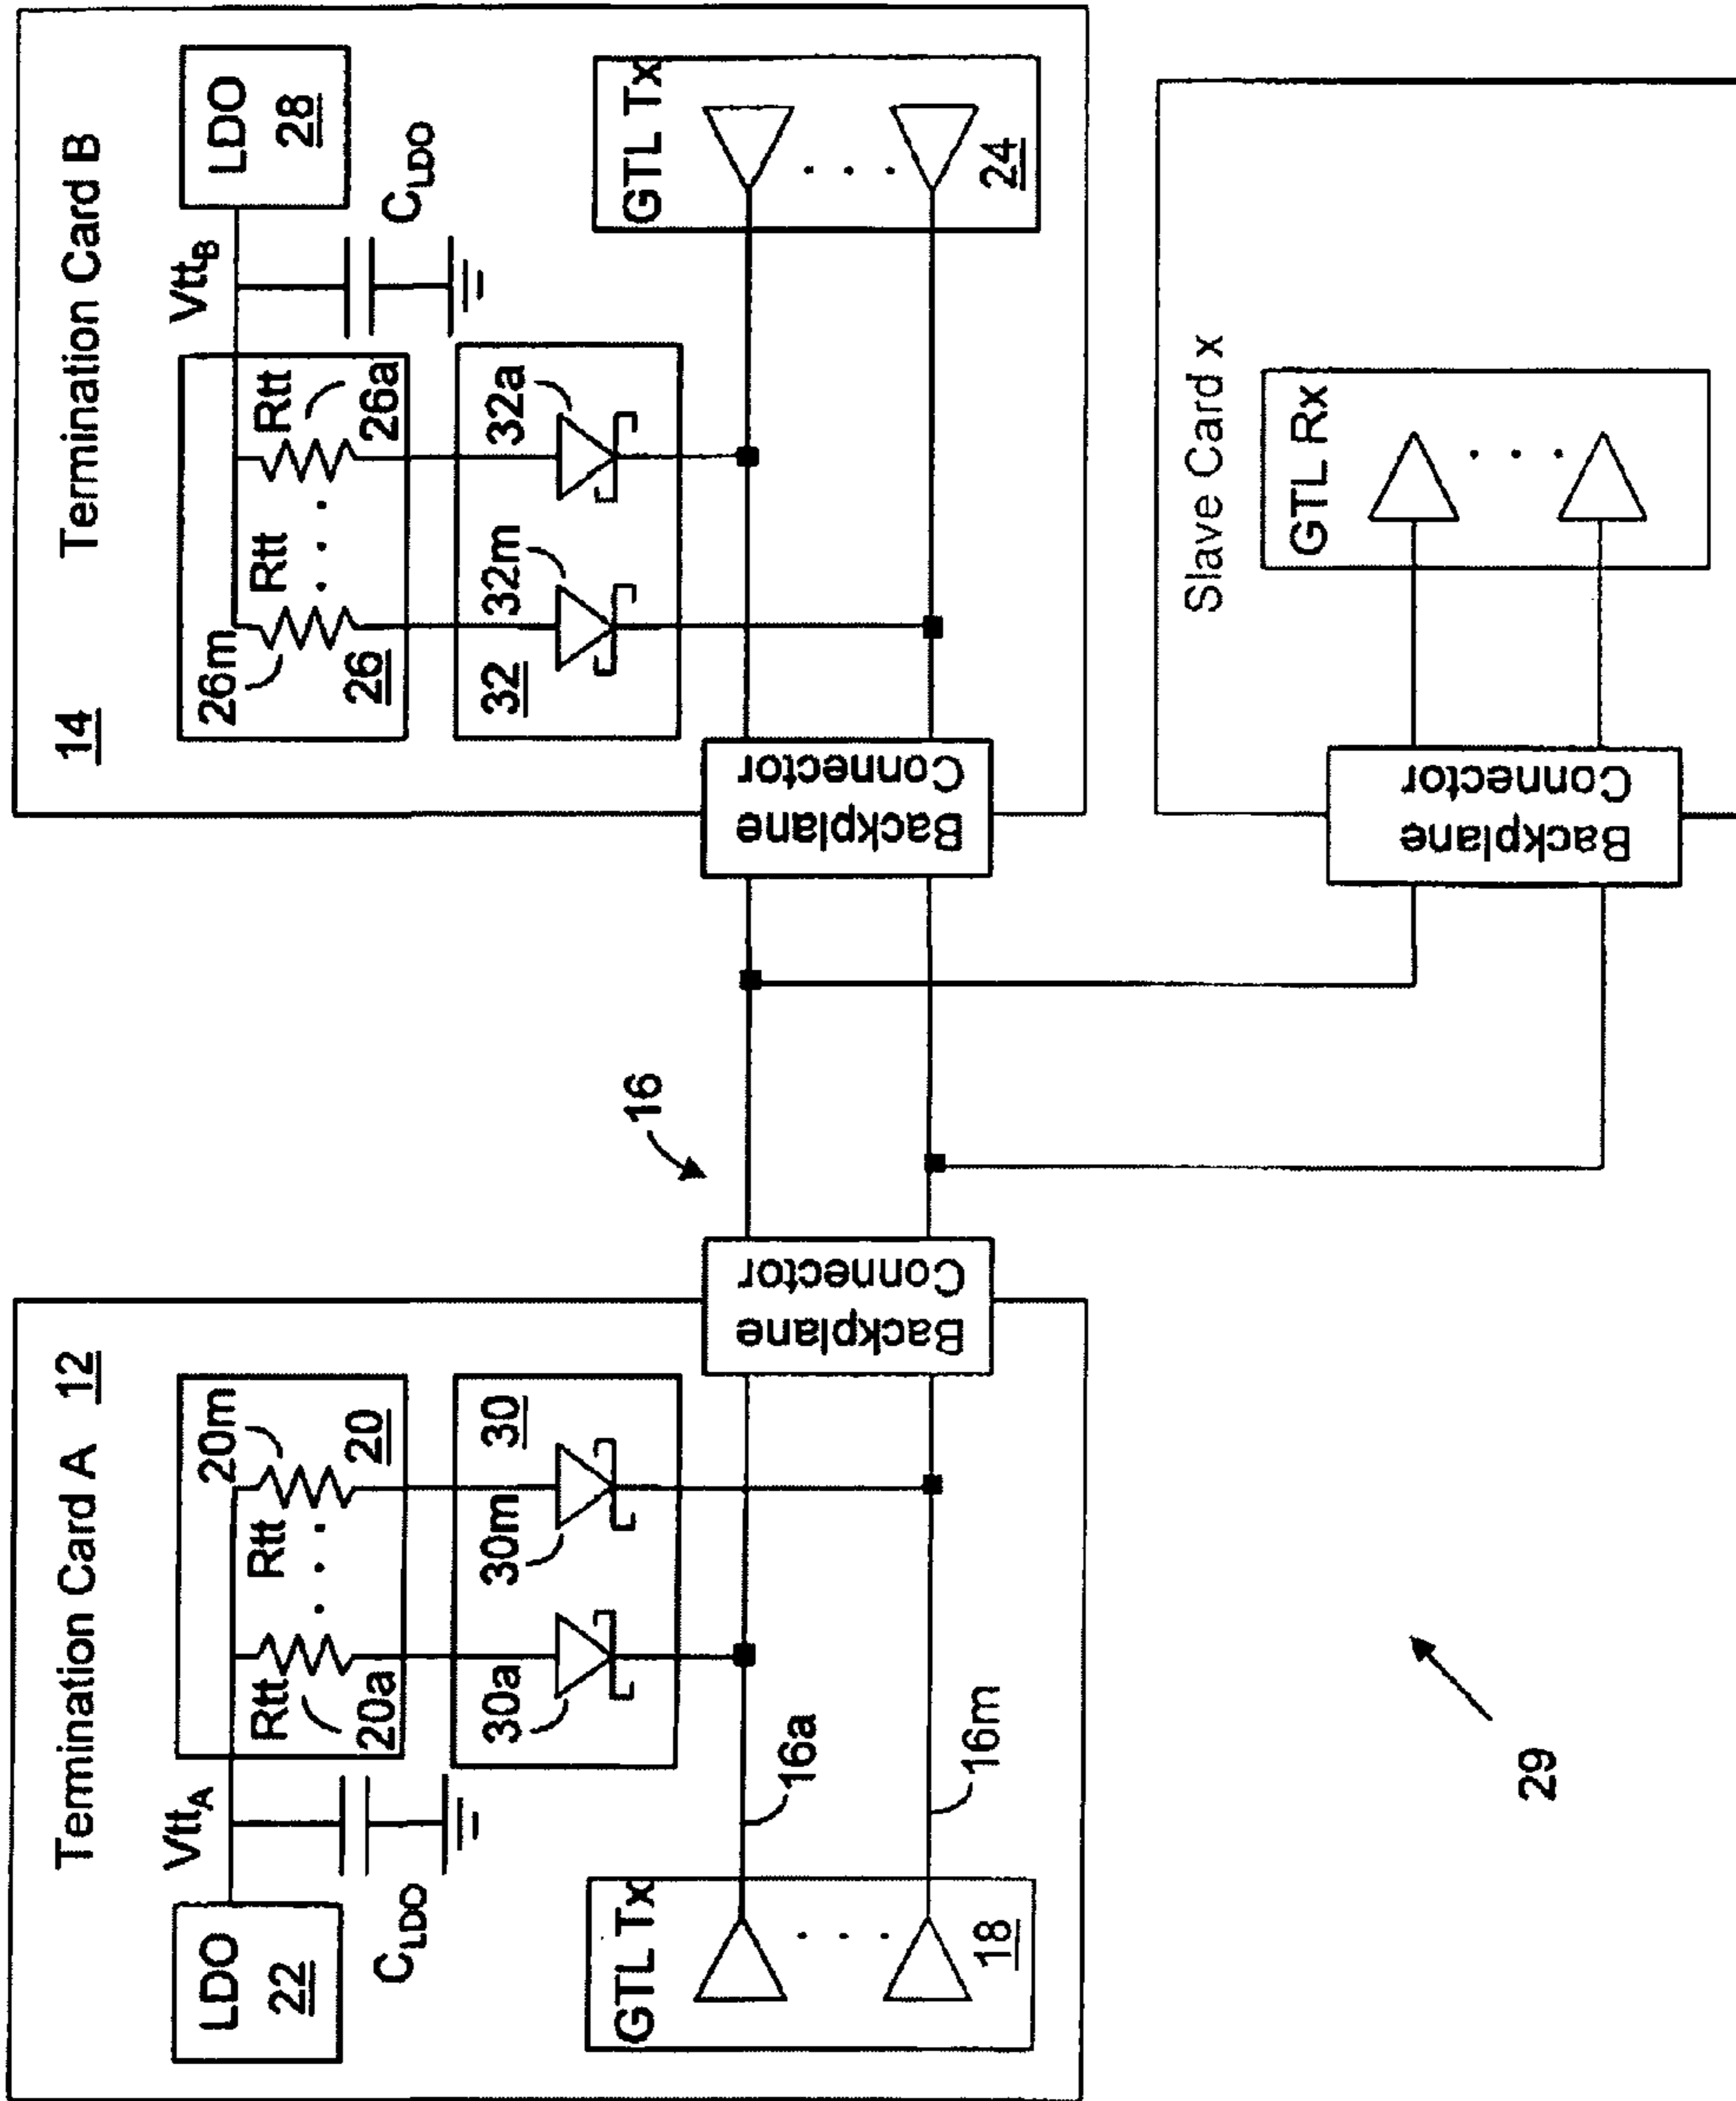 Termination Card A 12
LDO
22
Vtt_A
C_LDO
Rtt
20a
Rtt
20m
20
30a
30m
30
GTL Tx
18
16a
16m
Backplane
Connector
16
14 Termination Card B
26m
Rtt
Rtt
26a
26
Vtt_B
LDO
28
C_LDO
32
32m
32a
GTL Tx
24
Backplane
Connector
Slave Card x
GTL Rx
Backplane
Connector
29